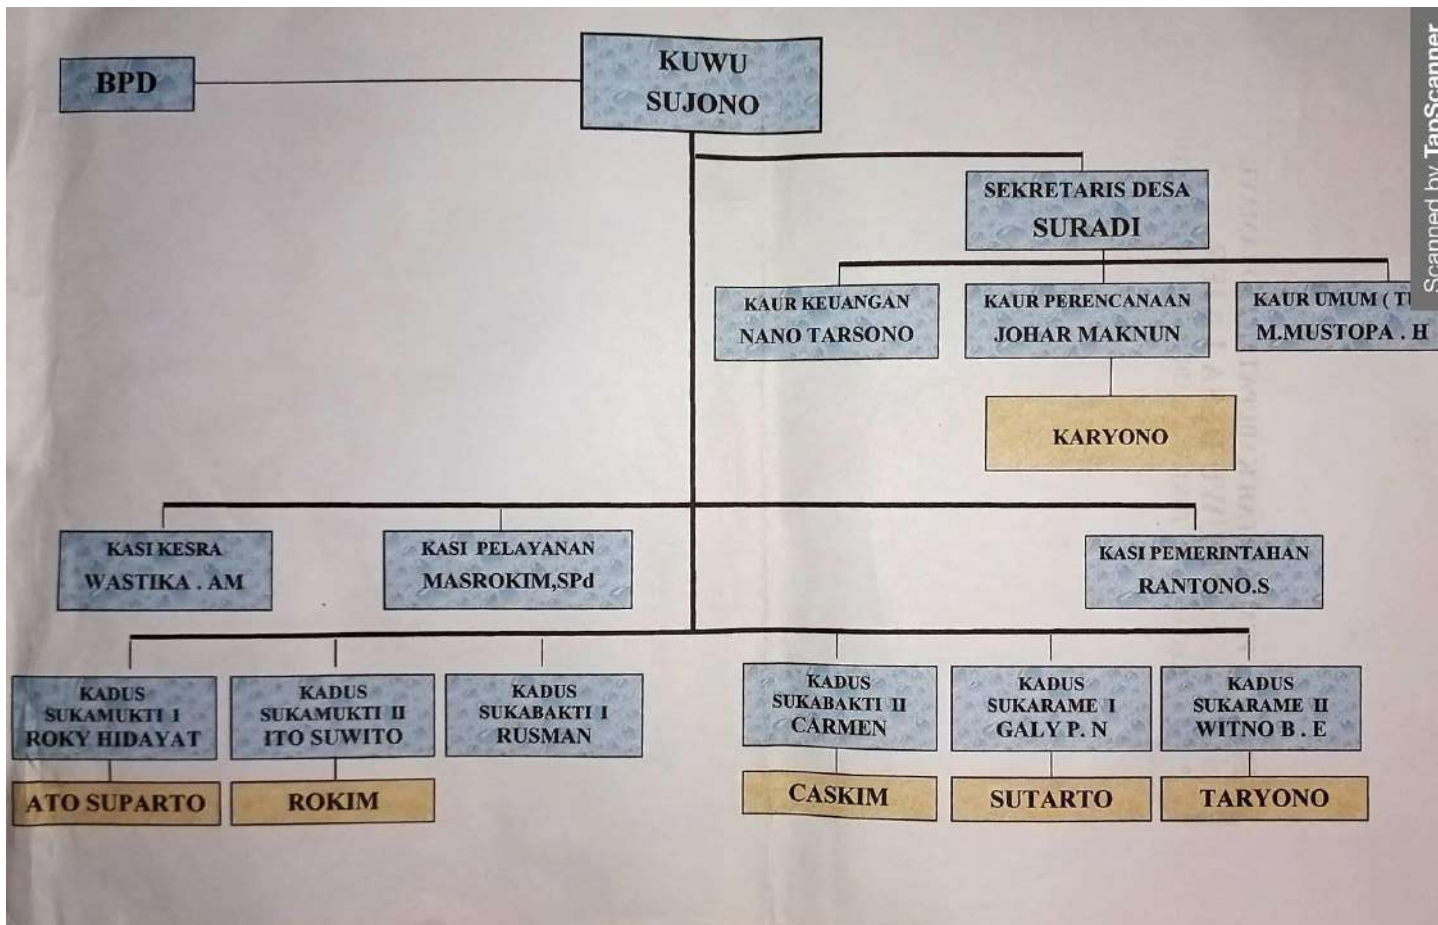 BPD
KUWU
SUJONO
SEKRETARIS DESA
SURADI
KAUR KEUANGAN
NANO TARSONO
KAUR PERENCANAAN
JOHAR MAKNUN
KAUR UMUM ( TU
M.MUSTOPA . H
KARYONO
KASI KESRA
WASTIKA . AM
KASI PELAYANAN
MASROKIM,SPd
KASI PEMERINTAHAN
RANTONO.S
KADUS
SUKAMUKTI I
ROKY HIDAYAT
KADUS
SUKAMUKTI II
ITO SUWITO
KADUS
SUKABAKTI I
RUSMAN
KADUS
SUKABAKTI II
CARMEN
KADUS
SUKARAME I
GALY P. N
KADUS
SUKARAME II
WITNO B . E
ATO SUPARTO
ROKIM
CASKIM
SUTARTO
TARYONO
Scanned by TapScanner